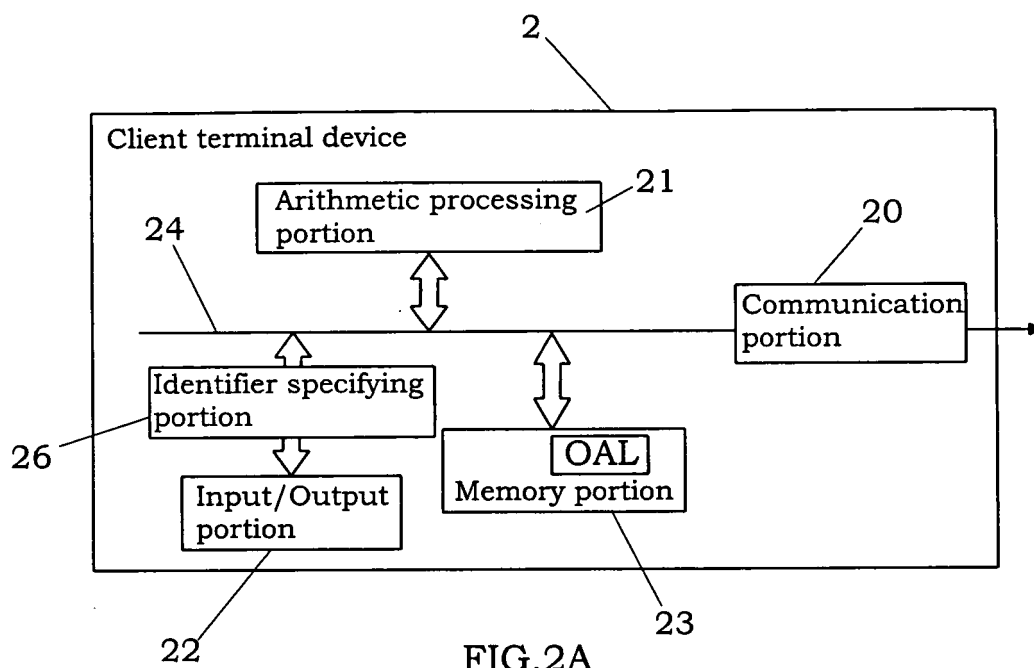 2
Client terminal device
Arithmetic processing
portion
21
24
20
Communication
portion
Identifier specifying
portion
26
OAL
Memory portion
Input/Output
portion
23
22
FIG.2A